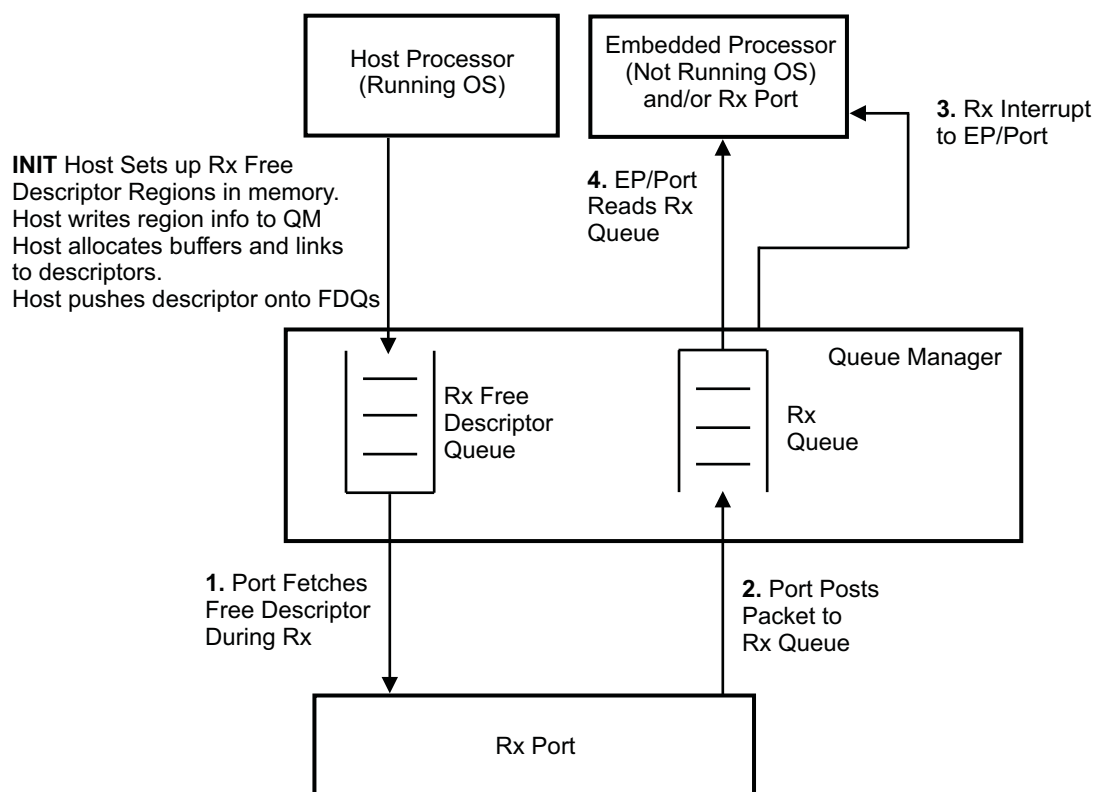 Host Processor
(Running OS)
Embedded Processor
(Not Running OS)
and/or Rx Port
3. Rx Interrupt
to EP/Port
INIT Host Sets up Rx Free
Descriptor Regions in memory.
Host writes region info to QM
Host allocates buffers and links
to descriptors.
Host pushes descriptor onto FDQs
4. EP/Port
Reads Rx
Queue
Queue Manager
Rx Free
Descriptor
Queue
Rx
Queue
1. Port Fetches
Free Descriptor
During Rx
2. Port Posts
Packet to
Rx Queue
Rx Port